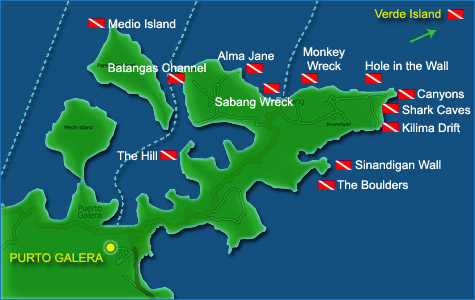 Verde Island
Medio Island
Monkey
Wreck
Alma Jane
Batangas Channel
Hole in the Wall
Sabang Wreck
Canyons
Shark Caves
Kilima Drift
Sinandigan
Medio Island
The Hill
Sinandigan Wall
The Boulders
Puerto
Galera
PURTO GALERA